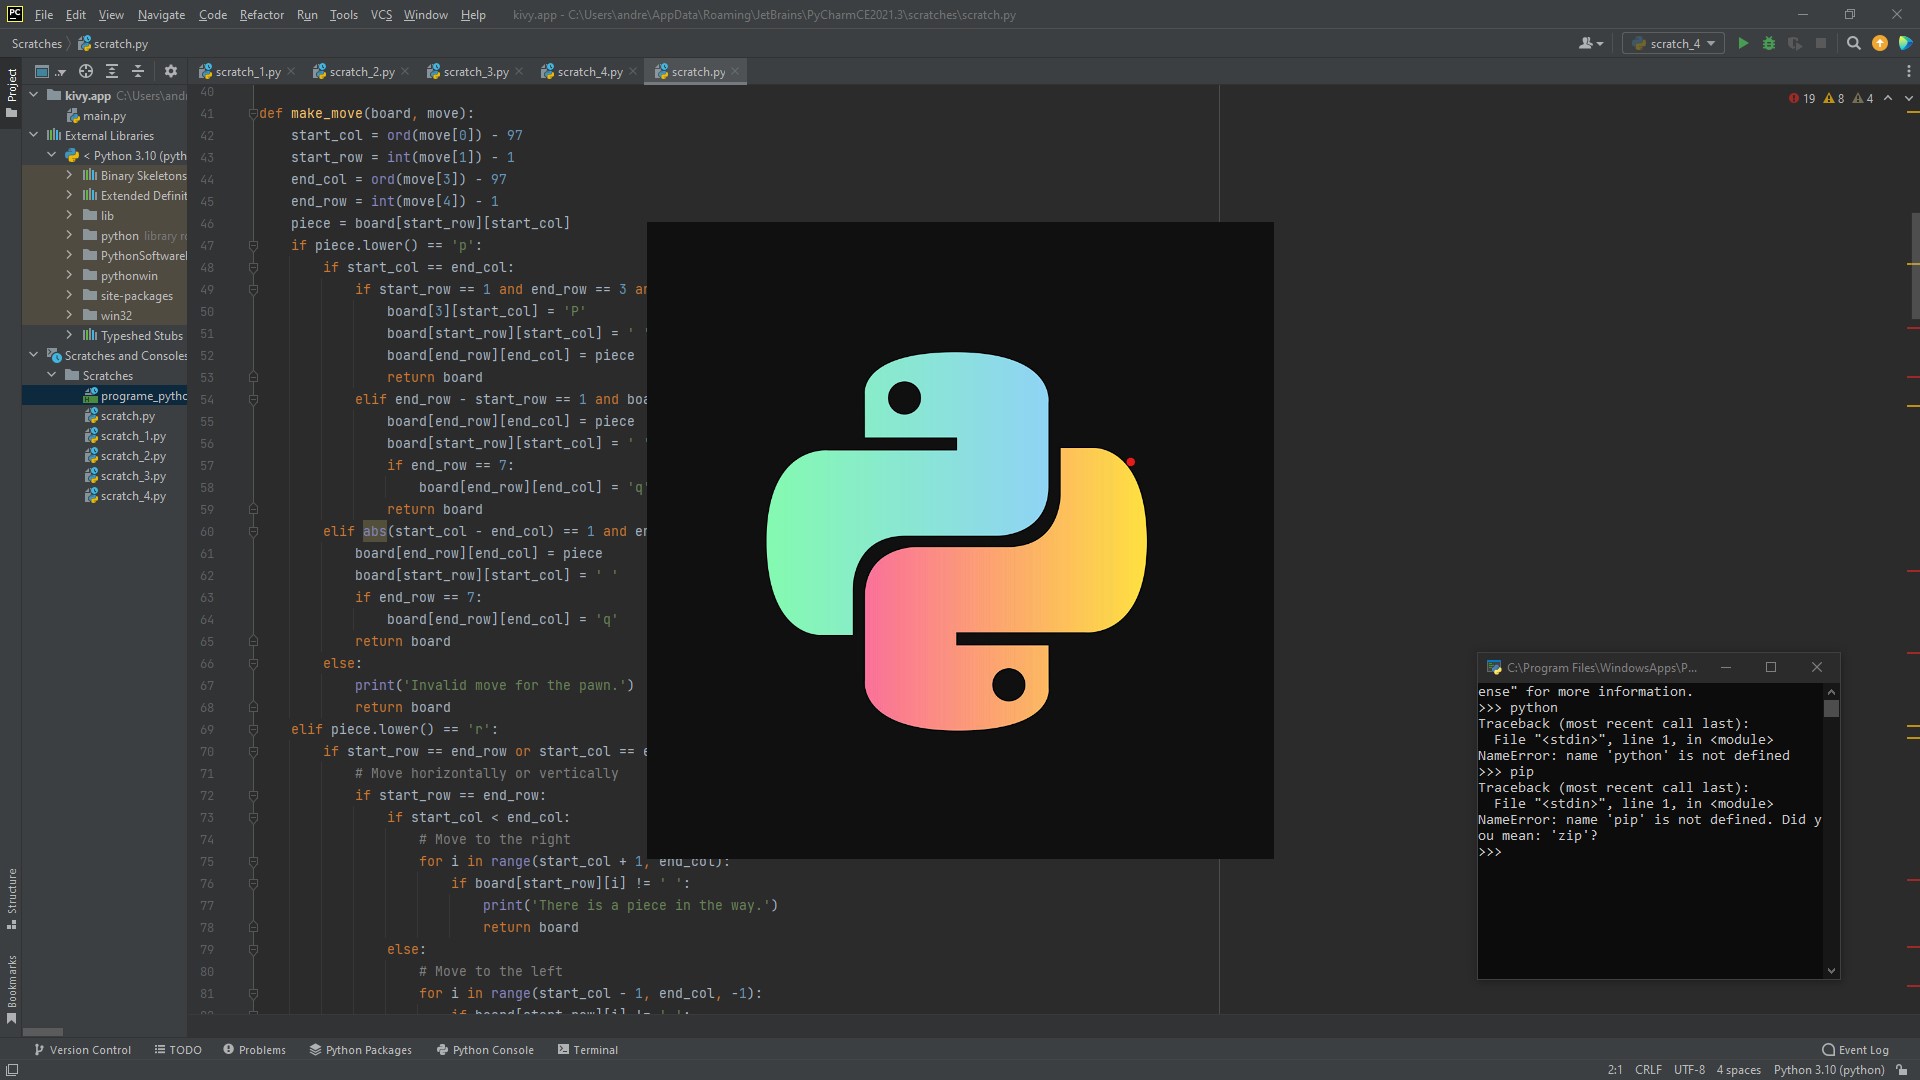 PC File Edit View Navigate Code Refactor Run Tools VCS Window Help kivy.app - C:\Users\andre\AppData\Roaming\JetBrains\PyCharmCE2021.3\scratches\scratch.py
Scratches scratch.py scratch_4
Project scratch_1.py scratch_2.py scratch_3.py scratch_4.py scratch.py
kivy.app C:\Users\andr
main.py
External Libraries
< Python 3.10 (pyth
Binary Skeletons
Extended Definit
lib
python library ro
PythonSoftwareF
pythonwin
site-packages
win32
Typeshed Stubs
Scratches and Consoles
Scratches
programe_pytho
scratch.py
scratch_1.py
scratch_2.py
scratch_3.py
scratch_4.py
Structure
Bookmarks
19 8 4
40
41 def make_move(board, move):
42 start_col = ord(move[0]) - 97
43 start_row = int(move[1]) - 1
44 end_col = ord(move[3]) - 97
45 end_row = int(move[4]) - 1
46 piece = board[start_row][start_col]
47 if piece.lower() == 'p':
48 if start_col == end_col:
49 if start_row == 1 and end_row == 3 an
50 board[3][start_col] = 'P'
51 board[start_row][start_col] = ' '
52 board[end_row][end_col] = piece
53 return board
54 elif end_row - start_row == 1 and boa
55 board[end_row][end_col] = piece
56 board[start_row][start_col] = ' '
57 if end_row == 7:
58 board[end_row][end_col] = 'q'
59 return board
60 elif abs(start_col - end_col) == 1 and en
61 board[end_row][end_col] = piece
62 board[start_row][start_col] = ' '
63 if end_row == 7:
64 board[end_row][end_col] = 'q'
65 return board
66 else:
67 print('Invalid move for the pawn.')
68 return board
69 elif piece.lower() == 'r':
70 if start_row == end_row or start_col == e
71 # Move horizontally or vertically
72 if start_row == end_row:
73 if start_col < end_col:
74 # Move to the right
75 for i in range(start_col + 1, end_col):
76 if board[start_row][i] != ' ':
77 print('There is a piece in the way.')
78 return board
79 else:
80 # Move to the left
81 for i in range(start_col - 1, end_col, -1):
C:\Program Files\WindowsApps\P...
ense" for more information.
>>> python
Traceback (most recent call last):
File "<stdin>", line 1, in <module>
NameError: name 'python' is not defined
>>> pip
Traceback (most recent call last):
File "<stdin>", line 1, in <module>
NameError: name 'pip' is not defined. Did y
ou mean: 'zip'?
>>>
Version Control TODO Problems Python Packages Python Console Terminal Event Log
2:1 CRLF UTF-8 4 spaces Python 3.10 (python)